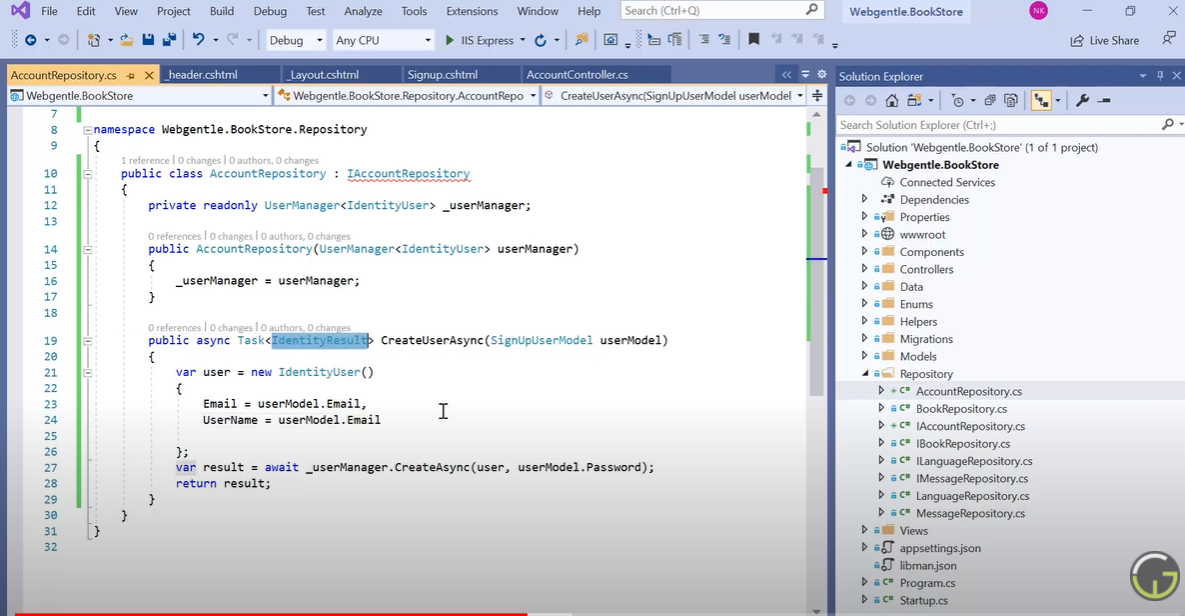 File Edit View Project Build Debug Test Analyze Tools Extensions Window Help Search (Ctrl+Q) Webgentle.BookStore NK
Debug Any CPU IIS Express Live Share
AccountRepository.cs _header.cshtml _Layout.cshtml Signup.cshtml AccountController.cs
Webgentle.BookStore Webgentle.BookStore.Repository.AccountRepo CreateUserAsync(SignUpUserModel userModel
7
8 namespace Webgentle.BookStore.Repository
9 {
1 reference | 0 changes | 0 authors, 0 changes
10 public class AccountRepository : IAccountRepository
11 {
12 private readonly UserManager<IdentityUser> _userManager;
13
0 references | 0 changes | 0 authors, 0 changes
14 public AccountRepository(UserManager<IdentityUser> userManager)
15 {
16 _userManager = userManager;
17 }
18
0 references | 0 changes | 0 authors, 0 changes
19 public async Task<IdentityResult> CreateUserAsync(SignUpUserModel userModel)
20 {
21 var user = new IdentityUser()
22 {
23 Email = userModel.Email,
24 UserName = userModel.Email
25
26 };
27 var result = await _userManager.CreateAsync(user, userModel.Password);
28 return result;
29 }
30 }
31 }
32
Solution Explorer
Search Solution Explorer (Ctrl+;)
Solution 'Webgentle.BookStore' (1 of 1 project)
Webgentle.BookStore
Connected Services
Dependencies
Properties
wwwroot
Components
Controllers
Data
Enums
Helpers
Migrations
Models
Repository
C# AccountRepository.cs
C# BookRepository.cs
C# IAccountRepository.cs
C# IBookRepository.cs
C# ILanguageRepository.cs
C# IMessageRepository.cs
C# LanguageRepository.cs
C# MessageRepository.cs
Views
appsettings.json
libman.json
C# Program.cs
C# Startup.cs